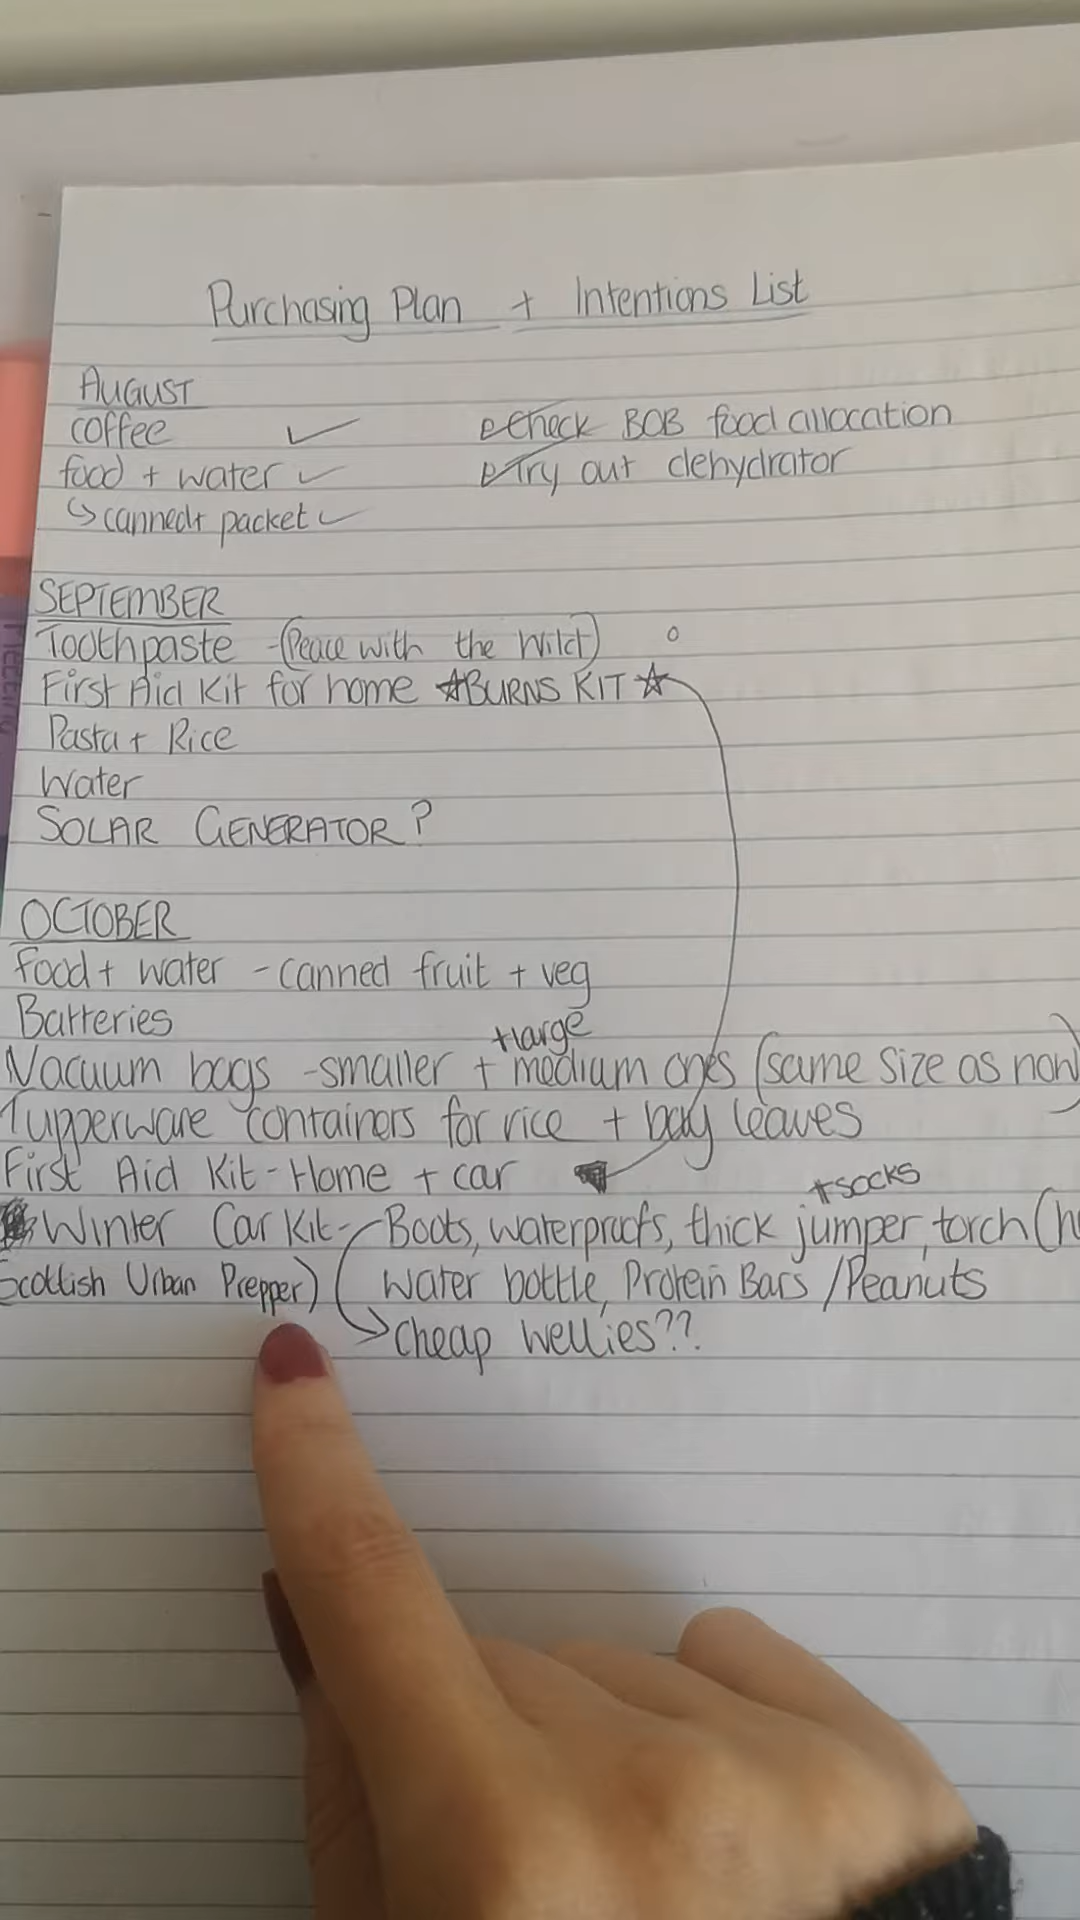 Purchasing Plan + Intentions List
AUGUST
coffee ✓
food + water ✓
↳ canned + packet ✓
Check BOB food allocation
Try out dehydrator
SEPTEMBER
Toothpaste - (Peace with the Wild)
First Aid Kit for home ☆BURNS KIT☆
Pasta + Rice
Water
SOLAR GENERATOR?
OCTOBER
Food + water - canned fruit + veg
Batteries
+large
Vacuum bags - smaller + medium ones (same size as now)
Tupperware containers for rice + bay leaves
First Aid Kit - Home + car
+socks
Winter Car Kit - Boots, waterproofs, thick jumper, torch (
Scottish Urban Prepper) water bottle, Protein Bars / Peanuts
→ Cheap wellies??